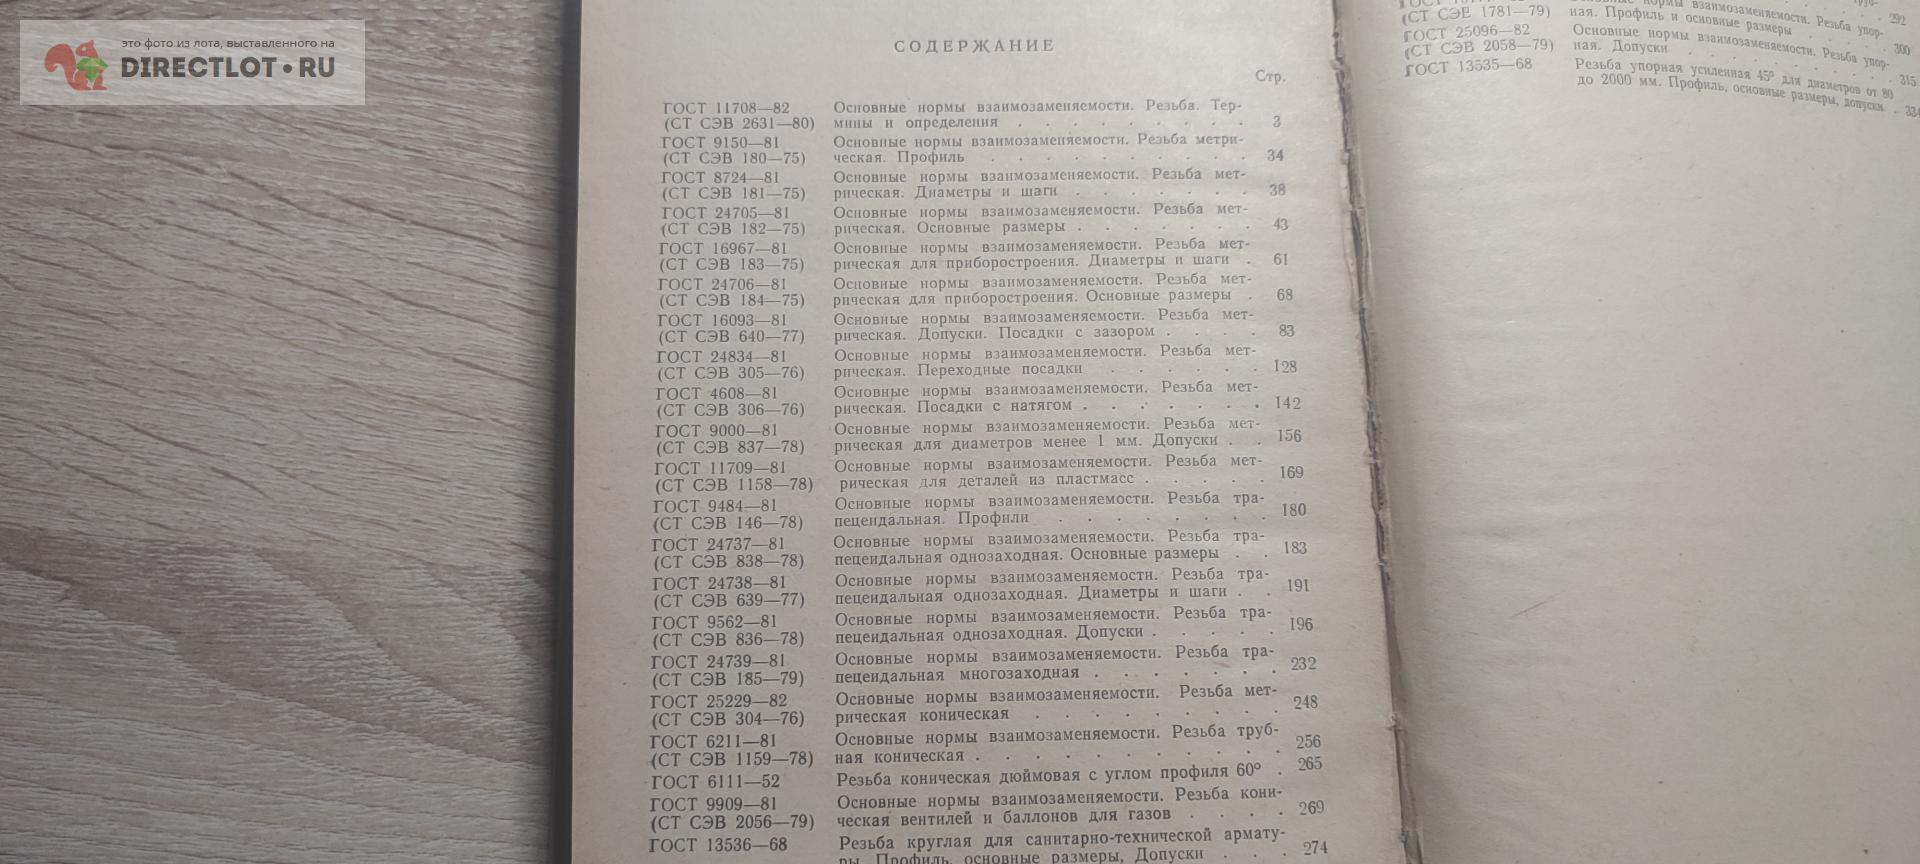 это фото из лота, выставленного на
DIRECTLOT•RU
СОДЕРЖАНИЕ
Стр.
ГОСТ 11708—82 Основные нормы взаимозаменяемости. Резьба. Тер-
(СТ СЭВ 2631—80) мины и определения . . . . . . . . 3
ГОСТ 9150—81 Основные нормы взаимозаменяемости. Резьба метри-
(СТ СЭВ 180—75) ческая. Профиль . . . . . . . . 34
ГОСТ 8724—81 Основные нормы взаимозаменяемости. Резьба мет-
(СТ СЭВ 181—75) рическая. Диаметры и шаги . . . . . . 38
ГОСТ 24705—81 Основные нормы взаимозаменяемости. Резьба мет-
(СТ СЭВ 182—75) рическая. Основные размеры . . . . . . . 43
ГОСТ 16967—81 Основные нормы взаимозаменяемости. Резьба мет-
(СТ СЭВ 183—75) рическая для приборостроения. Диаметры и шаги . 61
ГОСТ 24706—81 Основные нормы взаимозаменяемости. Резьба мет-
(СТ СЭВ 184—75) рическая для приборостроения. Основные размеры . 68
ГОСТ 16093—81 Основные нормы взаимозаменяемости. Резьба мет-
(СТ СЭВ 640—77) рическая. Допуски. Посадки с зазором . . . . 83
ГОСТ 24834—81 Основные нормы взаимозаменяемости. Резьба мет-
(СТ СЭВ 305—76) рическая. Переходные посадки . . . . . . 128
ГОСТ 4608—81 Основные нормы взаимозаменяемости. Резьба мет-
(СТ СЭВ 306—76) рическая. Посадки с натягом . . . . . . . 142
ГОСТ 9000—81 Основные нормы взаимозаменяемости. Резьба мет-
(СТ СЭВ 837—78) рическая для диаметров менее 1 мм. Допуски . . 156
ГОСТ 11709—81 Основные нормы взаимозаменяемости. Резьба мет-
(СТ СЭВ 1158—78) рическая для деталей из пластмасс . . . . . 169
ГОСТ 9484—81 Основные нормы взаимозаменяемости. Резьба тра-
(СТ СЭВ 146—78) пецеидальная. Профили . . . . . . . . 180
ГОСТ 24737—81 Основные нормы взаимозаменяемости. Резьба тра-
(СТ СЭВ 838—78) пецеидальная однозаходная. Основные размеры . . 183
ГОСТ 24738—81 Основные нормы взаимозаменяемости. Резьба тра-
(СТ СЭВ 639—77) пецеидальная однозаходная. Диаметры и шаги . . 191
ГОСТ 9562—81 Основные нормы взаимозаменяемости. Резьба тра-
(СТ СЭВ 836—78) пецеидальная однозаходная. Допуски . . . . . 196
ГОСТ 24739—81 Основные нормы взаимозаменяемости. Резьба тра-
(СТ СЭВ 185—79) пецеидальная многозаходная . . . . . . . 232
ГОСТ 25229—82 Основные нормы взаимозаменяемости. Резьба мет-
(СТ СЭВ 304—76) рическая коническая . . . . . . . . . 248
ГОСТ 6211—81 Основные нормы взаимозаменяемости. Резьба труб-
(СТ СЭВ 1159—78) ная коническая . . . . . . . . . . 256
ГОСТ 6111—52 Резьба коническая дюймовая с углом профиля 60° . 265
ГОСТ 9909—81 Основные нормы взаимозаменяемости. Резьба кони-
(СТ СЭВ 2056—79) ческая вентилей и баллонов для газов . . . . 269
ГОСТ 13536—68 Резьба круглая для санитарно-технической армату-
ры. Профиль, основные размеры, Допуски . . . 274
292
нормы взаимозаменяемости. Резьба упор-
(СТ СЭВ 1781—79) ная. Профиль и основные размеры . . . . . 300
ГОСТ 25096—82 Основные нормы взаимозаменяемости. Резьба упор-
(СТ СЭВ 2058—79) ная. Допуски . . . . . . . . . . 315
ГОСТ 13535—68 Резьба упорная усиленная 45° для диаметров от 80
до 2000 мм. Профиль, основные размеры, допуски . 334